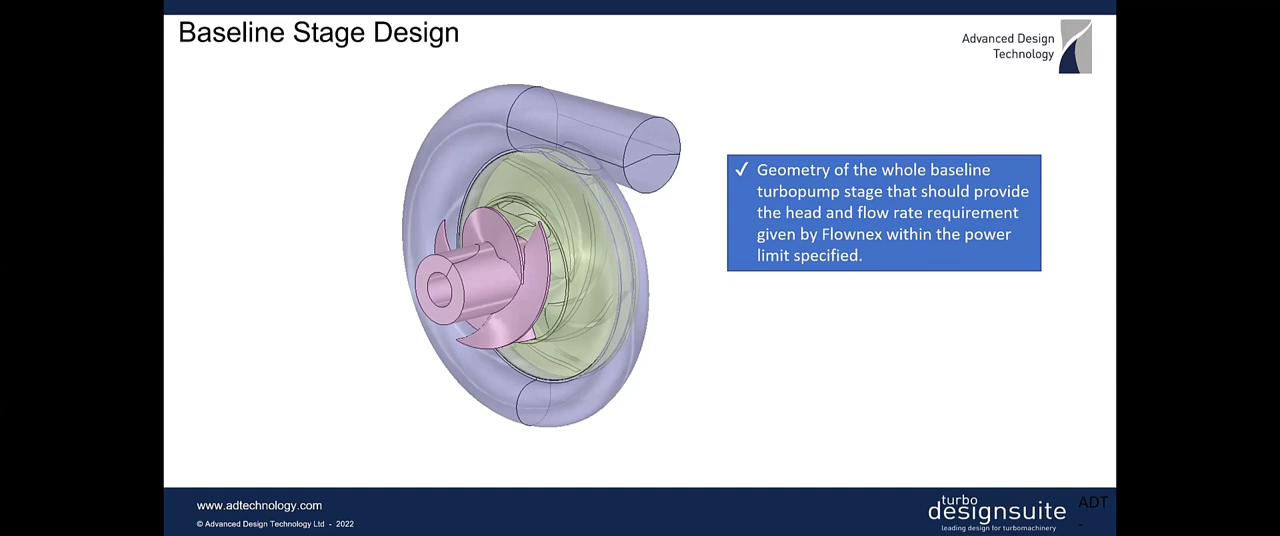 Baseline Stage Design
Advanced Design
Technology
✓ Geometry of the whole baseline
turbopump stage that should provide
the head and flow rate requirement
given by Flownex within the power
limit specified.
www.adtechnology.com
© Advanced Design Technology Ltd - 2022
turbo
designsuite
leading design for turbomachinery
ADT
-